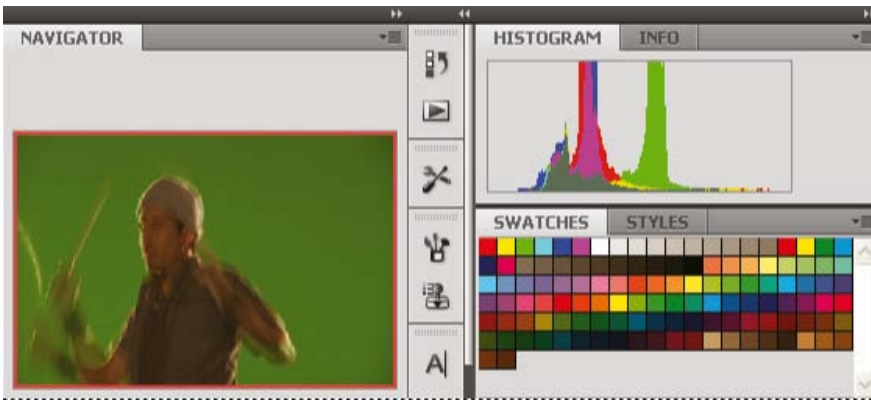 NAVIGATOR
HISTOGRAM
INFO
SWATCHES
STYLES
A